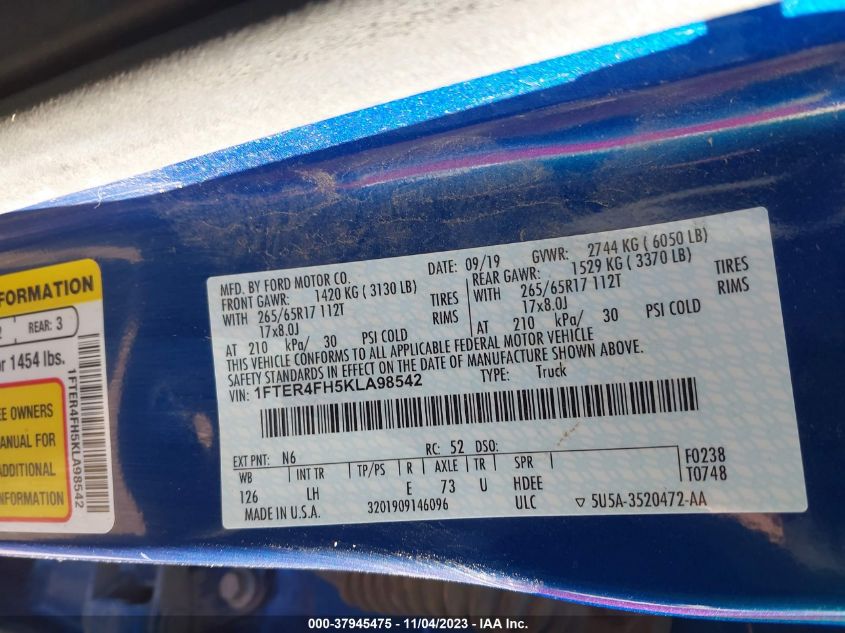 FORMATION
REAR: 3
1454 lbs.
OWNERS
MANUAL FOR
ADDITIONAL
INFORMATION
1FTER4FH5KLA98542
MFD. BY FORD MOTOR CO. DATE: 09/19 GVWR: 2744 KG ( 6050 LB)
FRONT GAWR: 1420 KG ( 3130 LB) REAR GAWR: 1529 KG ( 3370 LB)
WITH 265/65R17 112T TIRES WITH 265/65R17 112T TIRES
17x8.0J RIMS 17x8.0J RIMS
AT 210 kPa/ 30 PSI COLD AT 210 kPa/ 30 PSI COLD
THIS VEHICLE CONFORMS TO ALL APPLICABLE FEDERAL MOTOR VEHICLE
SAFETY STANDARDS IN EFFECT ON THE DATE OF MANUFACTURE SHOWN ABOVE.
VIN: 1FTER4FH5KLA98542 TYPE: Truck
EXT PNT: N6 RC: 52 DSO:
WB INT TR TP/PS R AXLE TR SPR F0238
126 LH E 73 U HDEE T0748
MADE IN U.S.A. 3201909146096 ULC ▽ 5U5A-3520472-AA
000-37945475 - 11/04/2023 - IAA Inc.